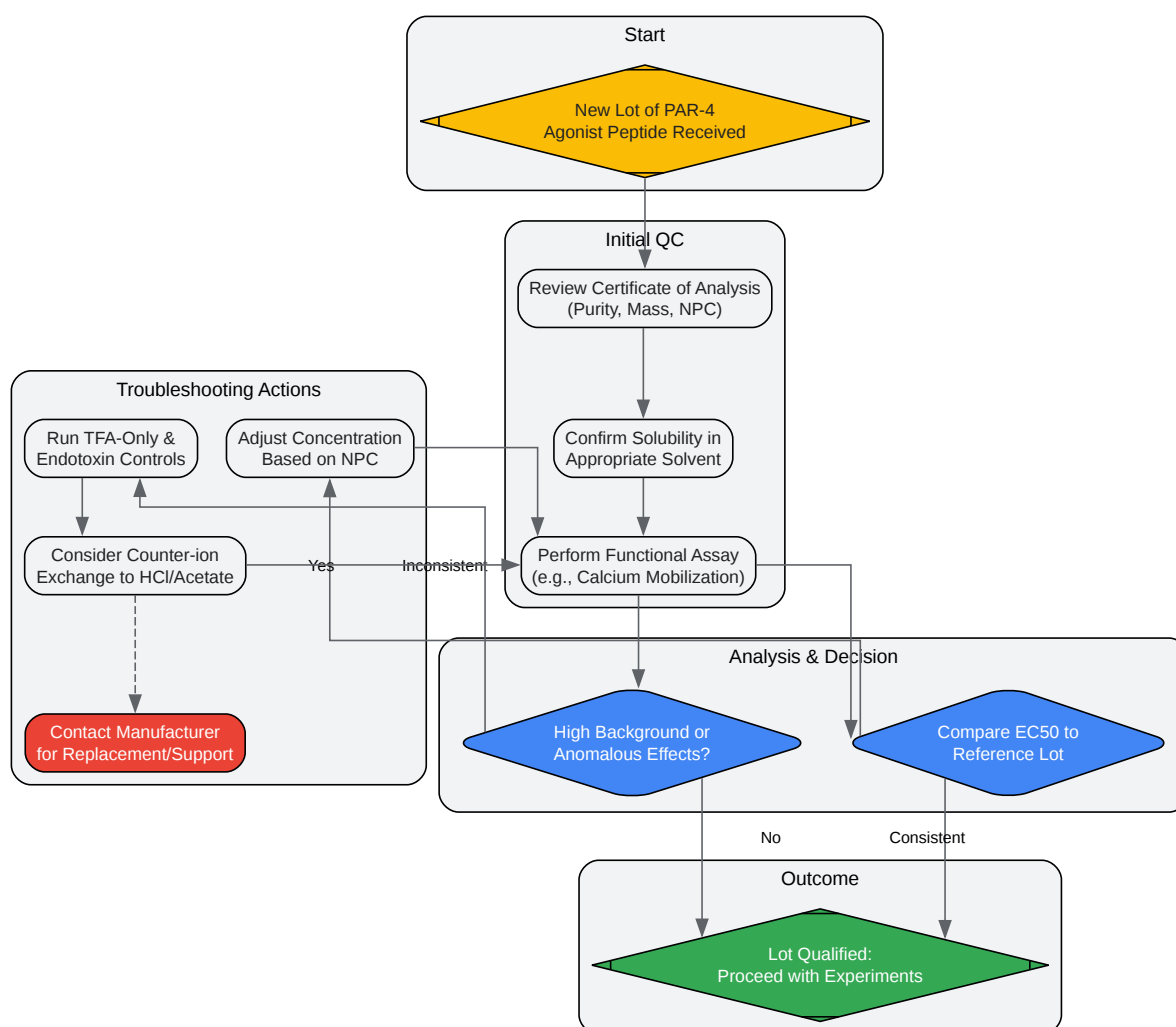 Start
New Lot of PAR-4
Agonist Peptide Received
Initial QC
Review Certificate of Analysis
(Purity, Mass, NPC)
Troubleshooting Actions
Run TFA-Only &
Endotoxin Controls
Adjust Concentration
Based on NPC
Confirm Solubility in
Appropriate Solvent
Consider Counter-ion
Exchange to HCl/Acetate
Yes
Inconsistent
Perform Functional Assay
(e.g., Calcium Mobilization)
Analysis & Decision
Contact Manufacturer
for Replacement/Support
High Background or
Anomalous Effects?
Compare EC50 to
Reference Lot
No
Consistent
Outcome
Lot Qualified:
Proceed with Experiments